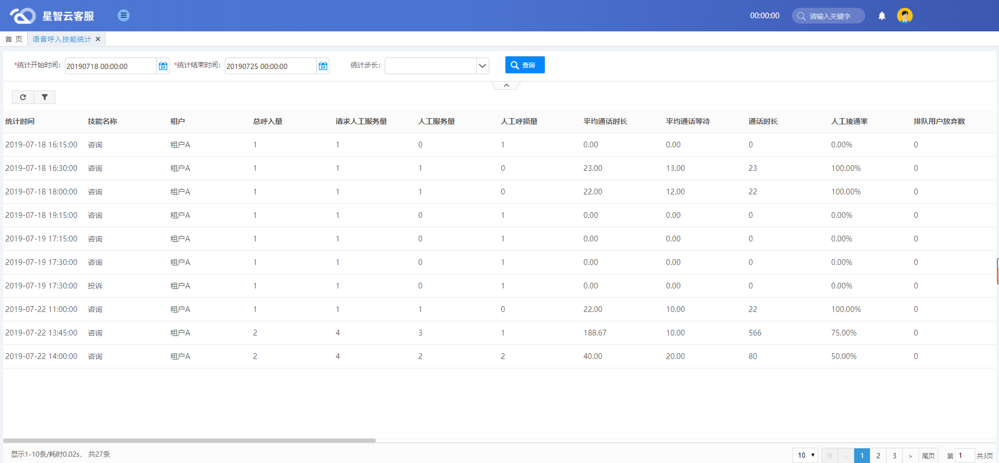 星智云客服 00:00:00 请输入关键字
首 页 语音呼入技能统计 ×
*统计开始时间: 20190718 00:00:00 24 *统计结束时间: 20190725 00:00:00 24 统计步长: 查询
统计时间 技能名称 租户 总呼入量 请求人工服务量 人工服务量 人工呼损量 平均通话时长 平均通话等待 通话时长 人工接通率 排队用户放弃数
2019-07-18 16:15:00 咨询 租户A 1 1 0 1 0.00 0.00 0 0.00% 0
2019-07-18 16:30:00 咨询 租户A 1 1 1 0 23.00 13.00 23 100.00% 0
2019-07-18 18:00:00 咨询 租户A 1 1 1 0 22.00 12.00 22 100.00% 0
2019-07-18 19:15:00 咨询 租户A 1 1 0 1 0.00 0.00 0 0.00% 0
2019-07-19 17:15:00 咨询 租户A 1 1 0 1 0.00 0.00 0 0.00% 0
2019-07-19 17:30:00 咨询 租户A 1 1 0 1 0.00 0.00 0 0.00% 0
2019-07-19 17:30:00 投诉 租户A 1 1 0 1 0.00 0.00 0 0.00% 0
2019-07-22 11:00:00 咨询 租户A 1 1 1 0 22.00 10.00 22 100.00% 0
2019-07-22 13:45:00 咨询 租户A 2 4 3 1 188.67 10.00 566 75.00% 0
2019-07-22 14:00:00 咨询 租户A 2 4 2 2 40.00 20.00 80 50.00% 0
显示1-10条/耗时0.02s， 共27条 10 首 < 1 2 3 > 尾页 第 1 共3页